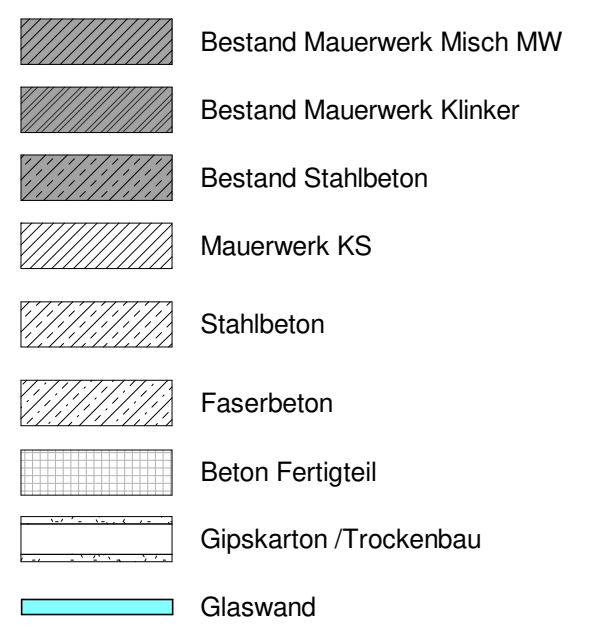 Bestand Mauerwerk Misch MW
Bestand Mauerwerk Klinker
Bestand Stahlbeton
Mauerwerk KS
Stahlbeton
Faserbeton
Beton Fertigteil
Gipskarton /Trockenbau
Glaswand